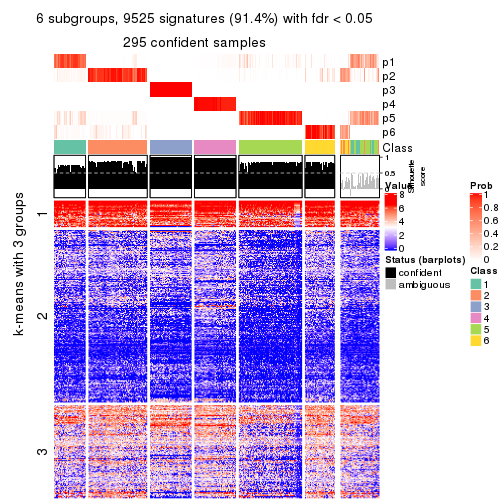 6 subgroups, 9525 signatures (91.4%) with fdr < 0.05
295 confident samples
p1
p2
p3
p4
p5
p6
Class
1
0.5
0
Silhouette
score
k-means with 3 groups
1
2
3
Value
8
6
4
2
0
Status (barplots)
confident
ambiguous
Prob
1
0.8
0.6
0.4
0.2
0
Class
1
2
3
4
5
6